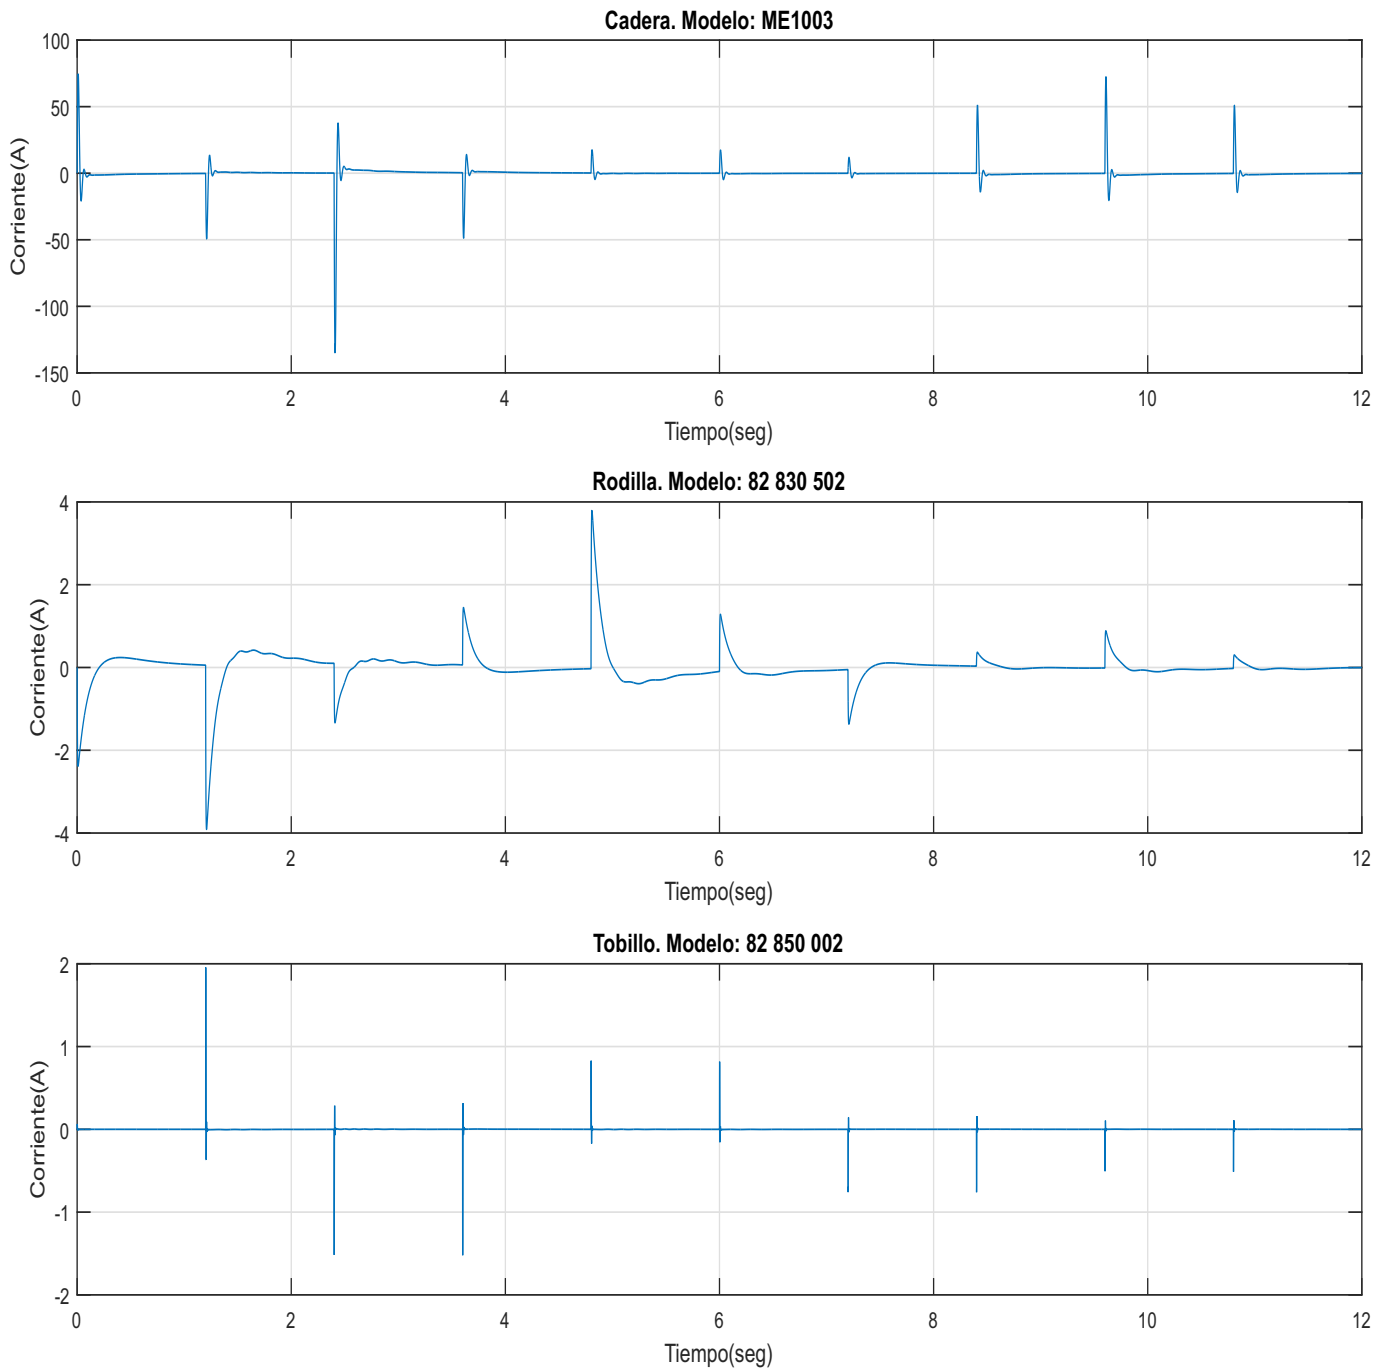 Cadera. Modelo: ME1003
100
50
0
-50
-100
-150
Corriente(A)
0 2 4 6 8 10 12
Tiempo(seg)
Rodilla. Modelo: 82 830 502
4
2
0
-2
-4
Corriente(A)
0 2 4 6 8 10 12
Tiempo(seg)
Tobillo. Modelo: 82 850 002
2
1
0
-1
-2
Corriente(A)
0 2 4 6 8 10 12
Tiempo(seg)